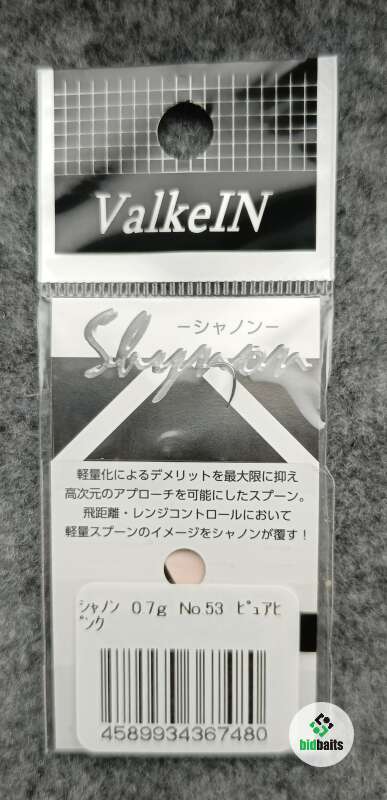 ValkeIN
−シャノン−
Shynon
軽量化によるデメリットを最大限に抑え
高次元のアプローチを可能にしたスプーン。
飛距離・レンジコントロールにおいて
軽量スプーンのイメージをシャノンが覆す!
シャノン 0.7g No.53 ピュアピ
ンク
4589934367480
bidbaits